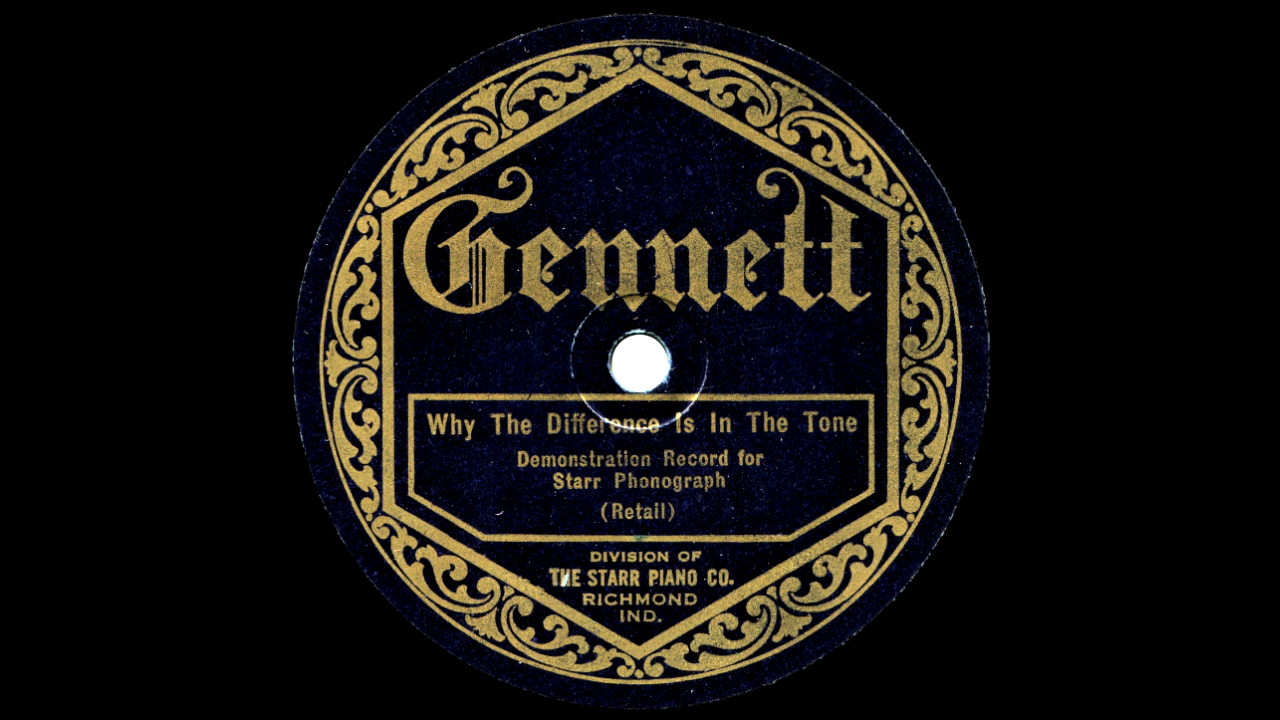 Gennett
Why The Difference Is In The Tone
Demonstration Record for
Starr Phonograph
(Retail)
DIVISION OF
THE STARR PIANO CO.
RICHMOND
IND.